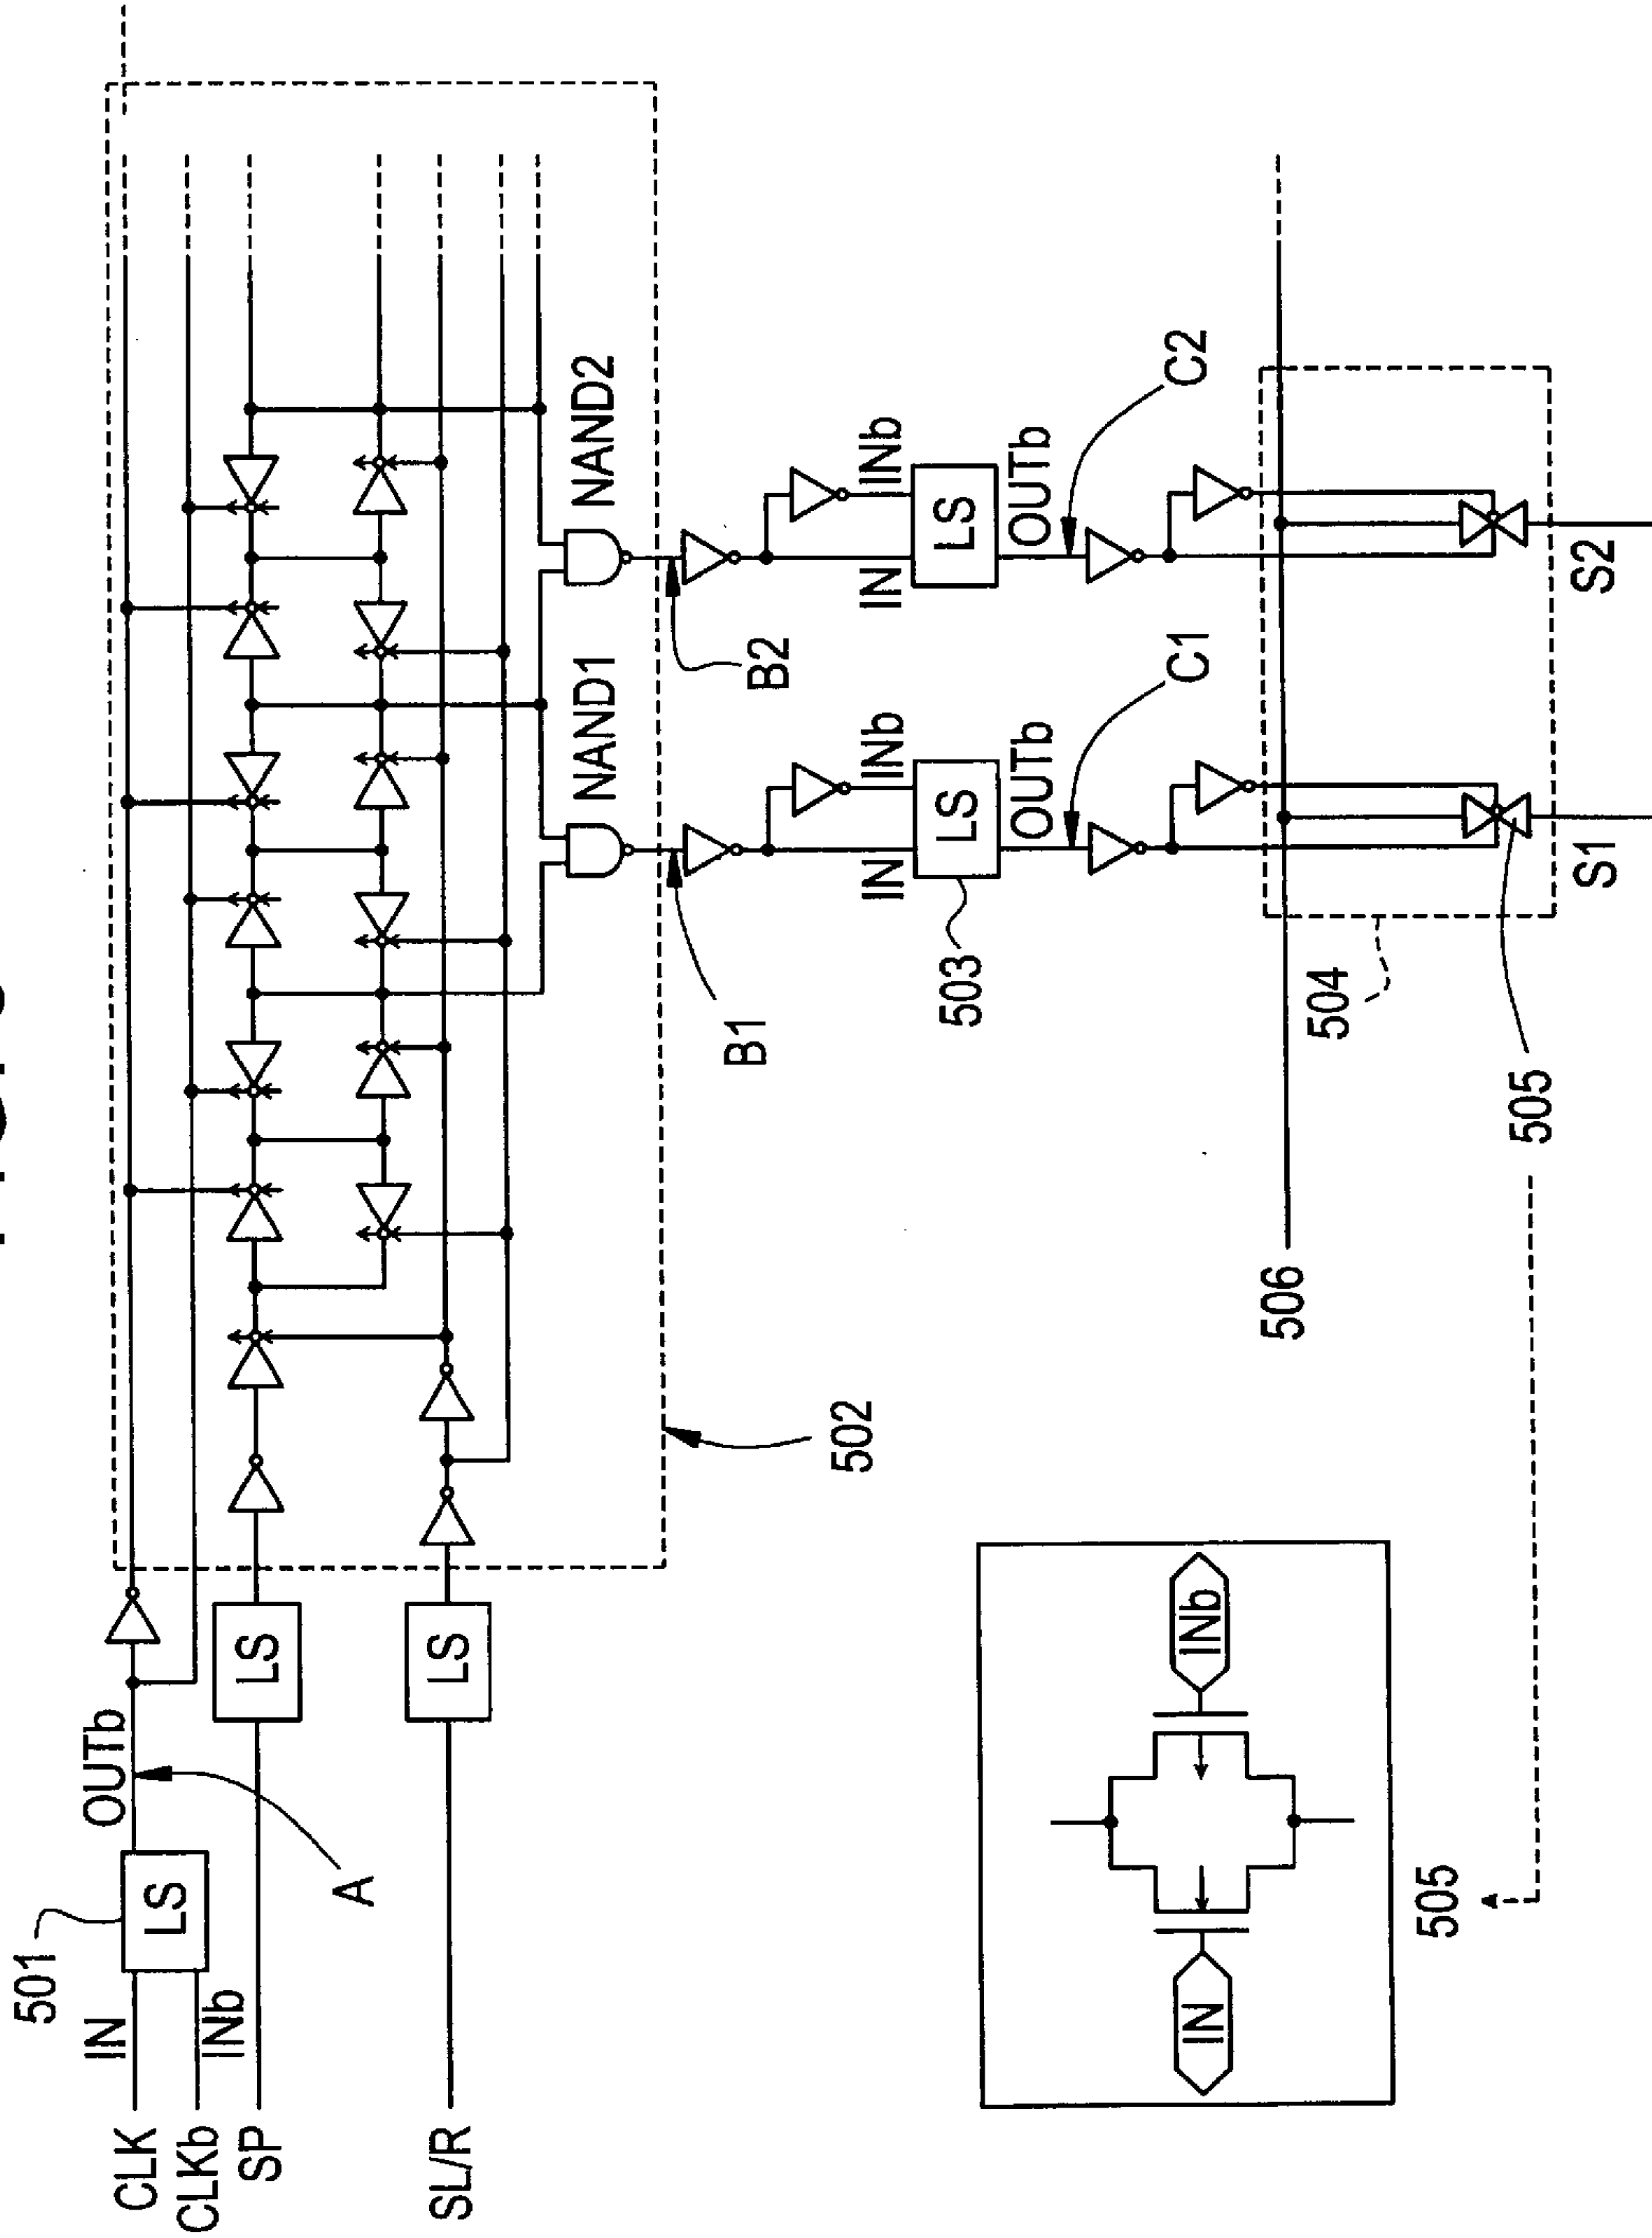 501
IN
OUTb
CLK
LS
CLKb
INb
A
SP
LS
SL/R
LS
502
NAND1
NAND2
B1
B2
IN
INb
IN
INb
503
LS
LS
OUTb
OUTb
C1
C2
506
504
505
S1
S2
IN
INb
505